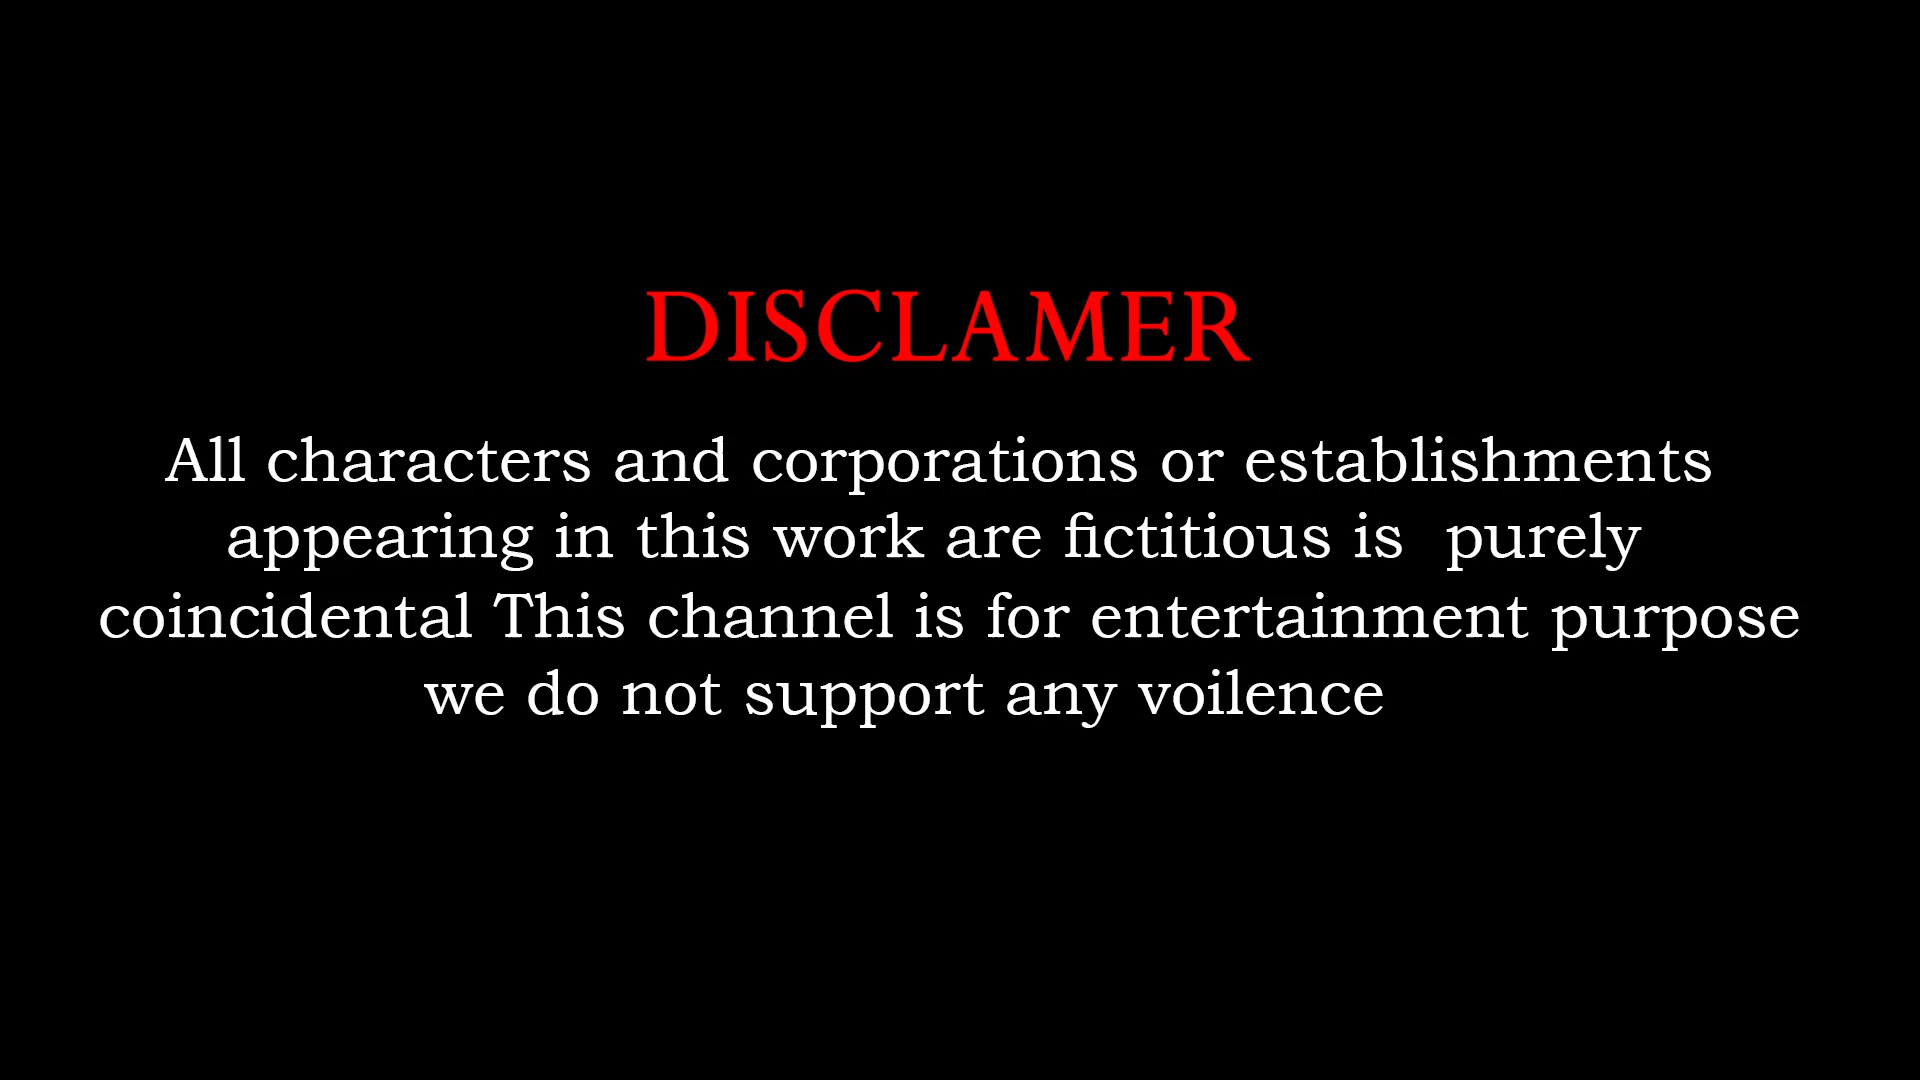 DISCLAMER
All characters and corporations or establishments
appearing in this work are fictitious is  purely
coincidental This channel is for entertainment purpose
we do not support any voilence